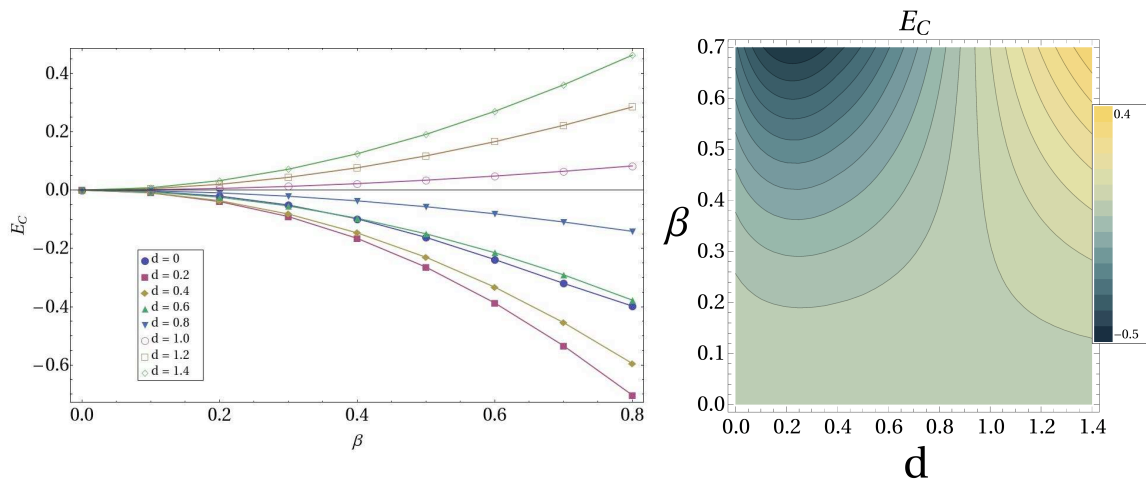 0.4
0.2
0.0
−0.2
−0.4
−0.6
E_C
d = 0
d = 0.2
d = 0.4
d = 0.6
d = 0.8
d = 1.0
d = 1.2
d = 1.4
0.0 0.2 0.4 0.6 0.8
β
E_C
0.7
0.6
0.5
0.4
0.3
0.2
0.1
0.0
β
0.0 0.2 0.4 0.6 0.8 1.0 1.2 1.4
d
0.4
−0.5